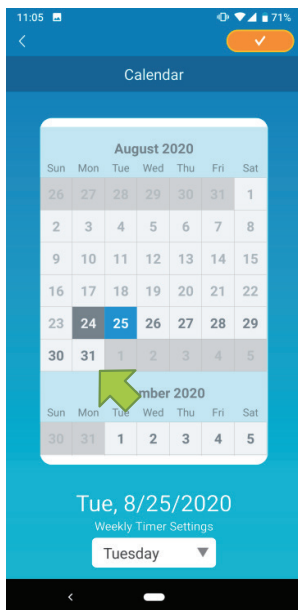 11:05 71%
Calendar
August 2020
Sun Mon Tue Wed Thu Fri Sat
26 27 28 29 30 31 1
2 3 4 5 6 7 8
9 10 11 12 13 14 15
16 17 18 19 20 21 22
23 24 25 26 27 28 29
30 31 1 2 3 4 5
mber 2020
Sun Mon Tue Wed Thu Fri Sat
30 31 1 2 3 4 5
Tue, 8/25/2020
Weekly Timer Settings
Tuesday